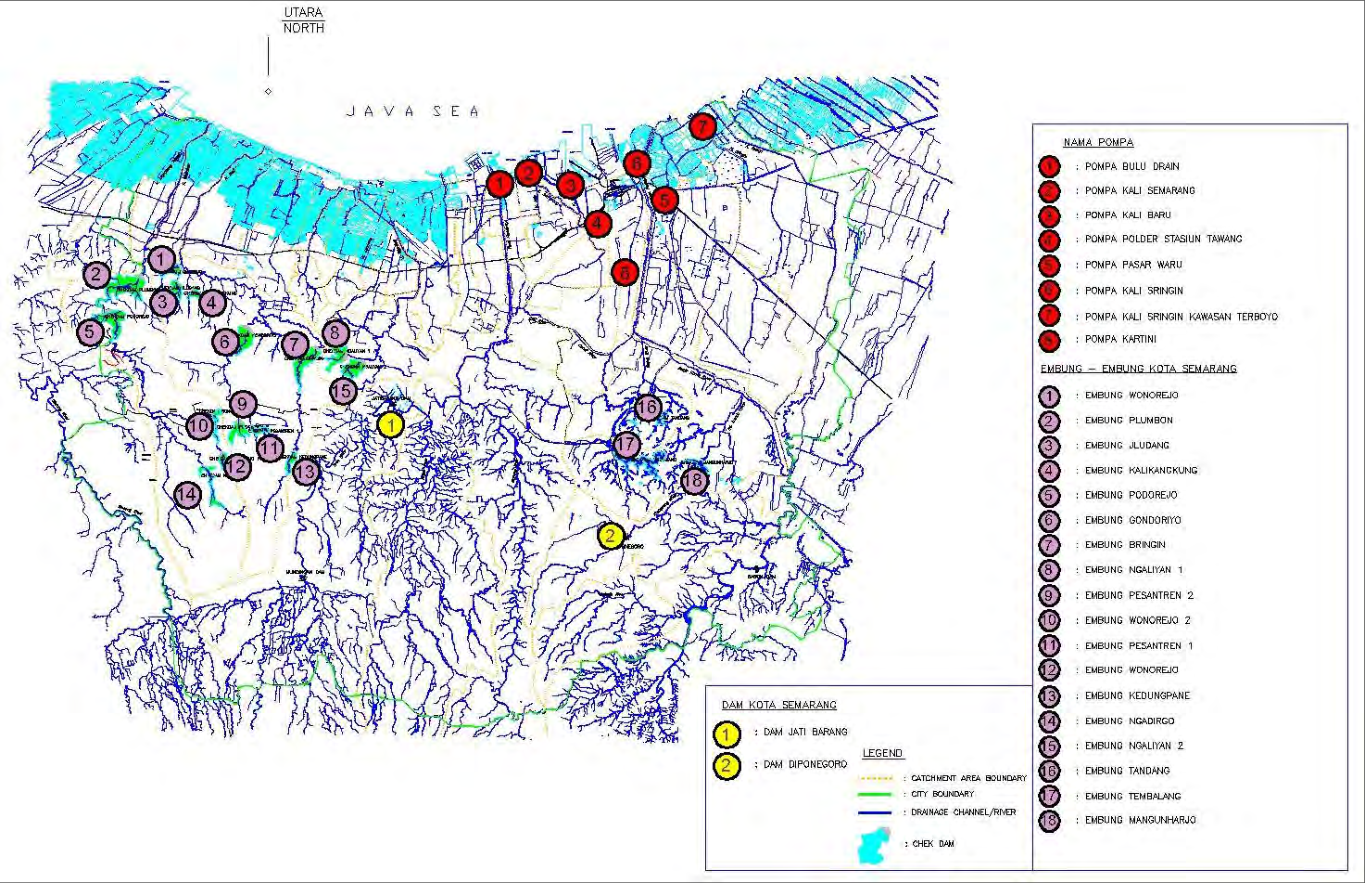 UTARA
NORTH
JAVA SEA
1
2
3
4
5
6
7
6
1
2
3
4
5
6
7
8
9
10
11
12
13
14
15
16
17
18
1
2
NAMA POMPA
1 : POMPA BULU DRAIN
2 : POMPA KALI SEMARANG
3 : POMPA KALI BARU
4 : POMPA POLDER STASIUN TAWANG
5 : POMPA PASAR WARU
6 : POMPA KALI SRINGIN
7 : POMPA KALI SRINGIN KAWASAN TERBOYO
: POMPA KARTINI
EMBUNG – EMBUNG KOTA SEMARANG
1 : EMBUNG WONOREJO
2 : EMBUNG PLUMBON
3 : EMBUNG JLUDANG
4 : EMBUNG KALIKANGKUNG
5 : EMBUNG PODOREJO
6 : EMBUNG GONDORIYO
7 : EMBUNG BRINGIN
8 : EMBUNG NGALIYAN 1
9 : EMBUNG PESANTREN 2
10 : EMBUNG WONOREJO 2
11 : EMBUNG PESANTREN 1
12 : EMBUNG WONOREJO
13 : EMBUNG KEDUNGPANE
14 : EMBUNG NGADIRGO
15 : EMBUNG NGALIYAN 2
16 : EMBUNG TANDANG
17 : EMBUNG TEMBALANG
18 : EMBUNG MANGUNHARJO
DAM KOTA SEMARANG
1 : DAM JATI BARANG
2 : DAM DIPONEGORO
LEGEND
: CATCHMENT AREA BOUNDARY
: CITY BOUNDARY
: DRAINAGE CHANNEL/RIVER
: CHEK DAM